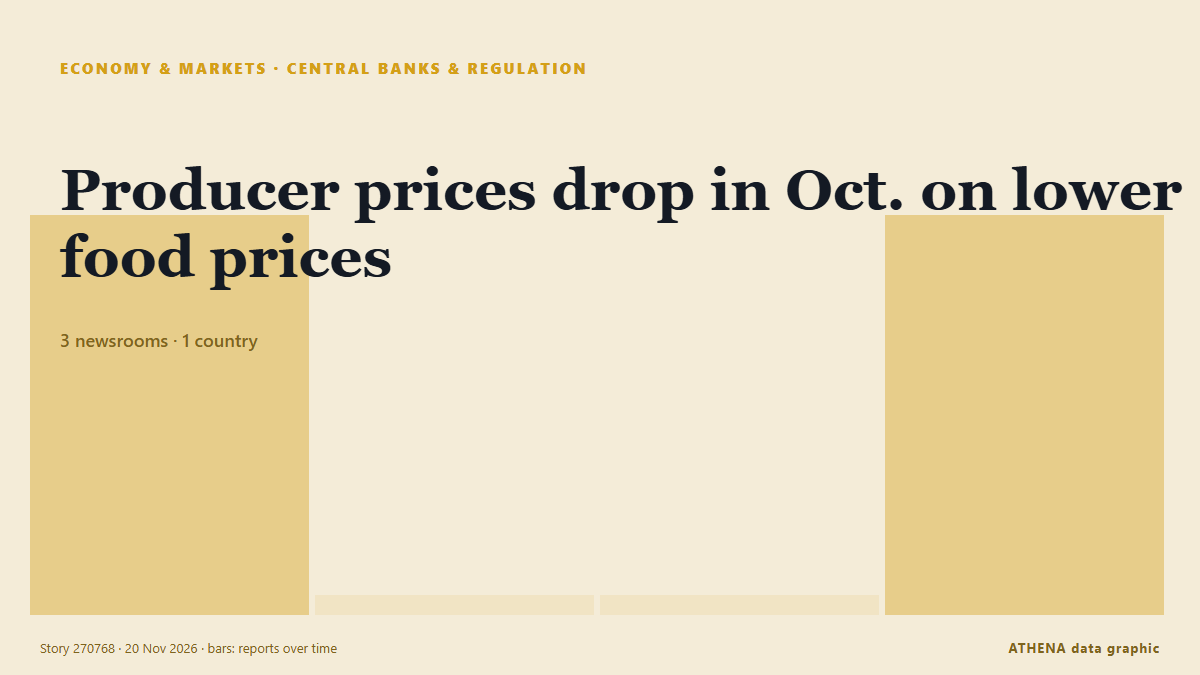 ECONOMY & MARKETS · CENTRAL BANKS & REGULATION
Producer prices drop in Oct. on lower
food prices
3 newsrooms · 1 country
Story 270768 · 20 Nov 2026 · bars: reports over time
ATHENA data graphic